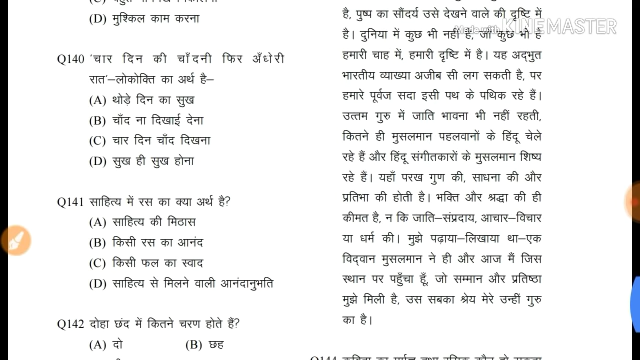 (D) मुश्किल काम करना
Q140 'चार दिन की चाँदनी फिर अँधेरी
रात'–लोकोक्ति का अर्थ है–
(A) थोड़े दिन का सुख
(B) चाँद ना दिखाई देना
(C) चार दिन चाँद दिखना
(D) सुख ही सुख होना
Q141 साहित्य में रस का क्या अर्थ है?
(A) साहित्य की मिठास
(B) किसी रस का आनंद
(C) किसी फल का स्वाद
(D) साहित्य से मिलने वाली आनंदानुभति
Q142 दोहा छंद में कितने चरण होते हैं?
(A) दो (B) छह
है, पुष्प का सौंदर्य उसे देखने वाले की दृष्टि में
है। दुनिया में कुछ भी नहीं है, जो कुछ भी है
हमारी चाह में, हमारी दृष्टि में है। यह अद्भुत
भारतीय व्याख्या अजीब सी लग सकती है, पर
हमारे पूर्वज सदा इसी पथ के पथिक रहे हैं।
उत्तम गुरु में जाति भावना भी नहीं रहती,
कितने ही मुसलमान पहलवानों के हिंदू चेले
रहे हैं और हिंदू संगीतकारों के मुसलमान शिष्य
रहे है। यहाँ परख गुण की, साधना की और
प्रतिभा की होती है। भक्ति और श्रद्धा की ही
कीमत है, न कि जाति–संप्रदाय, आचार–विचार
या धर्म की। मुझे पढ़ाया–लिखाया था–एक
विद्वान मुसलमान ने ही और आज मैं जिस
स्थान पर पहुँचा हूँ, जो सम्मान और प्रतिष्ठा
मुझे मिली है, उस सबका श्रेय मेरे उन्हीं गुरु
का है।
KINEMASTER